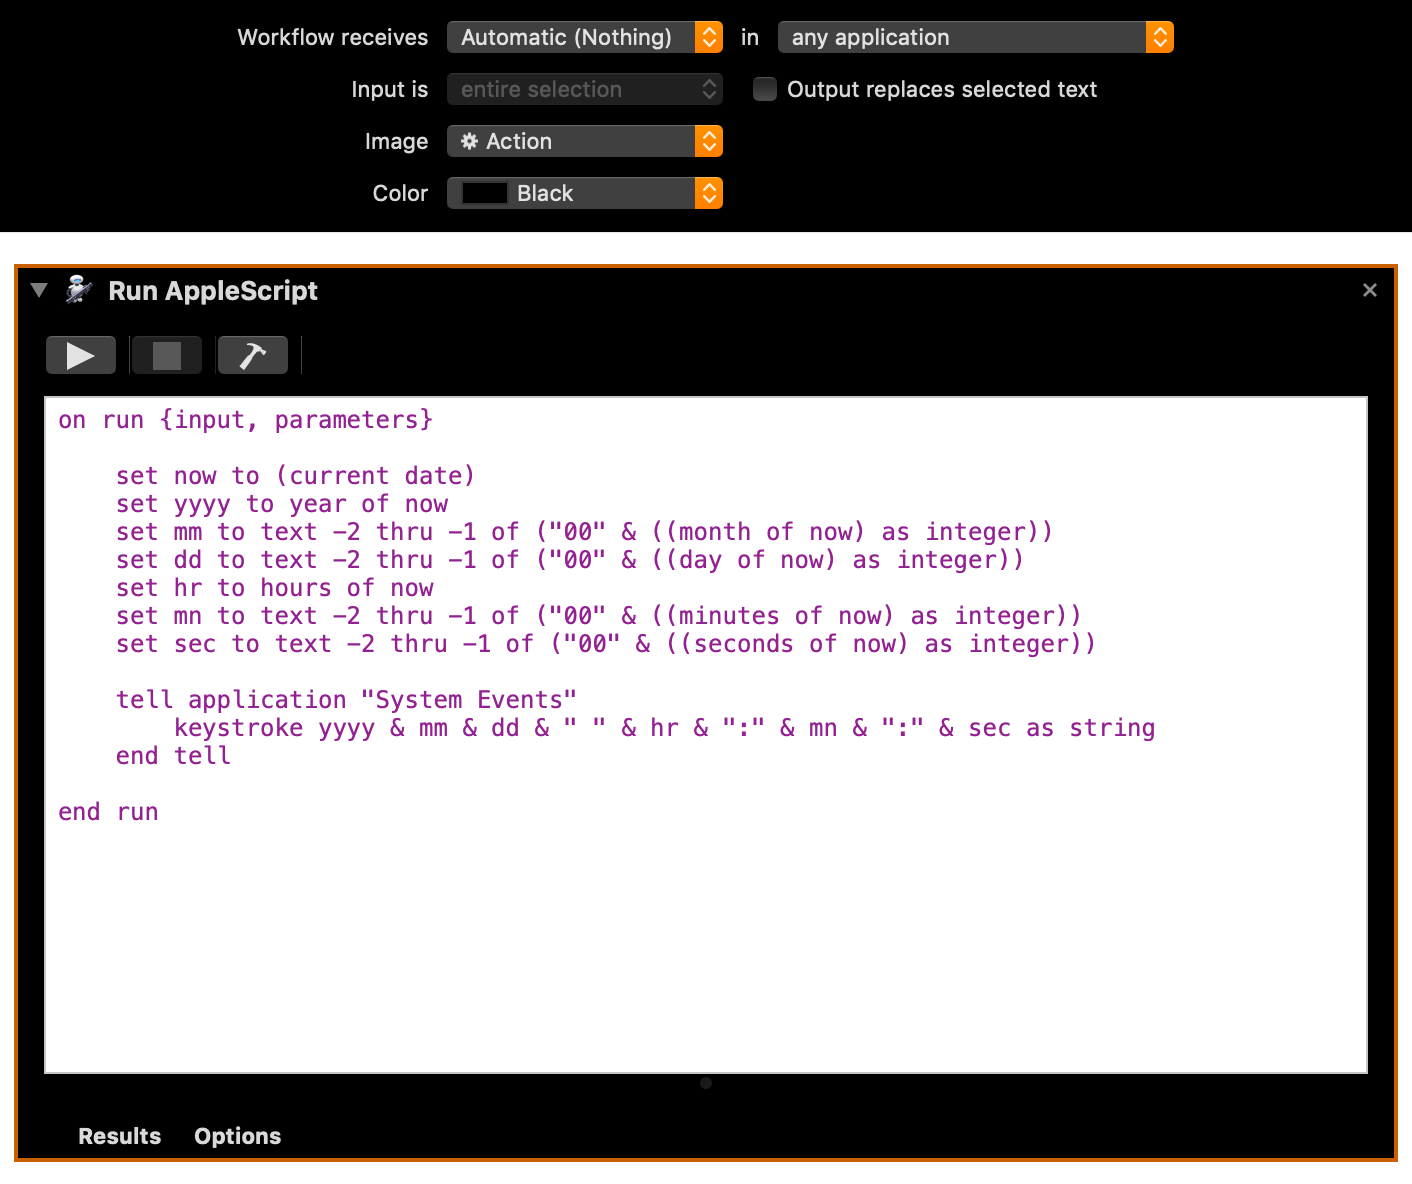 Workflow receives Automatic (Nothing) in any application
Input is entire selection Output replaces selected text
Image Action
Color Black
Run AppleScript
on run {input, parameters}
set now to (current date)
set yyyy to year of now
set mm to text -2 thru -1 of ("00" & ((month of now) as integer))
set dd to text -2 thru -1 of ("00" & ((day of now) as integer))
set hr to hours of now
set mn to text -2 thru -1 of ("00" & ((minutes of now) as integer))
set sec to text -2 thru -1 of ("00" & ((seconds of now) as integer))
tell application "System Events"
keystroke yyyy & mm & dd & " " & hr & ":" & mn & ":" & sec as string
end tell
end run
Results Options